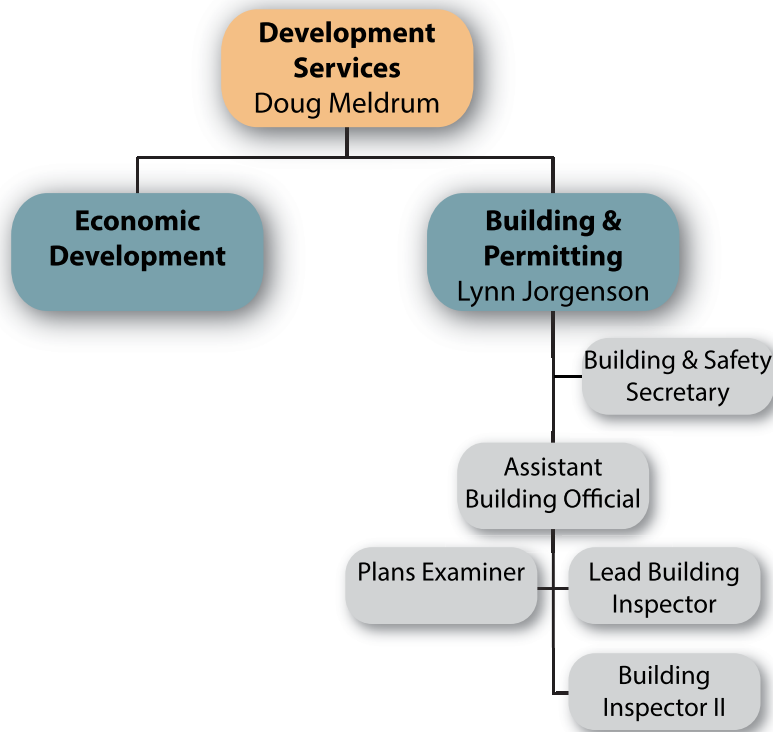 Development
Services
Doug Meldrum
Economic
Development
Building &
Permitting
Lynn Jorgenson
Building & Safety
Secretary
Assistant
Building Official
Plans Examiner
Lead Building
Inspector
Building
Inspector II